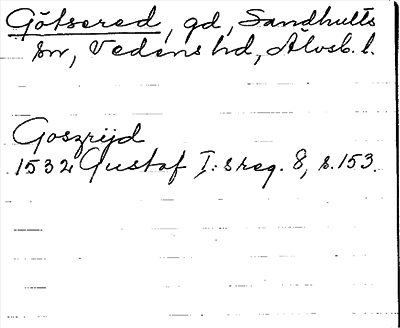 Götsered, gd, Sandhults
sn, Vedens hd, Älvsb. l.
Goszrijd
1532 Gustaf I:s reg. 8, s. 153.